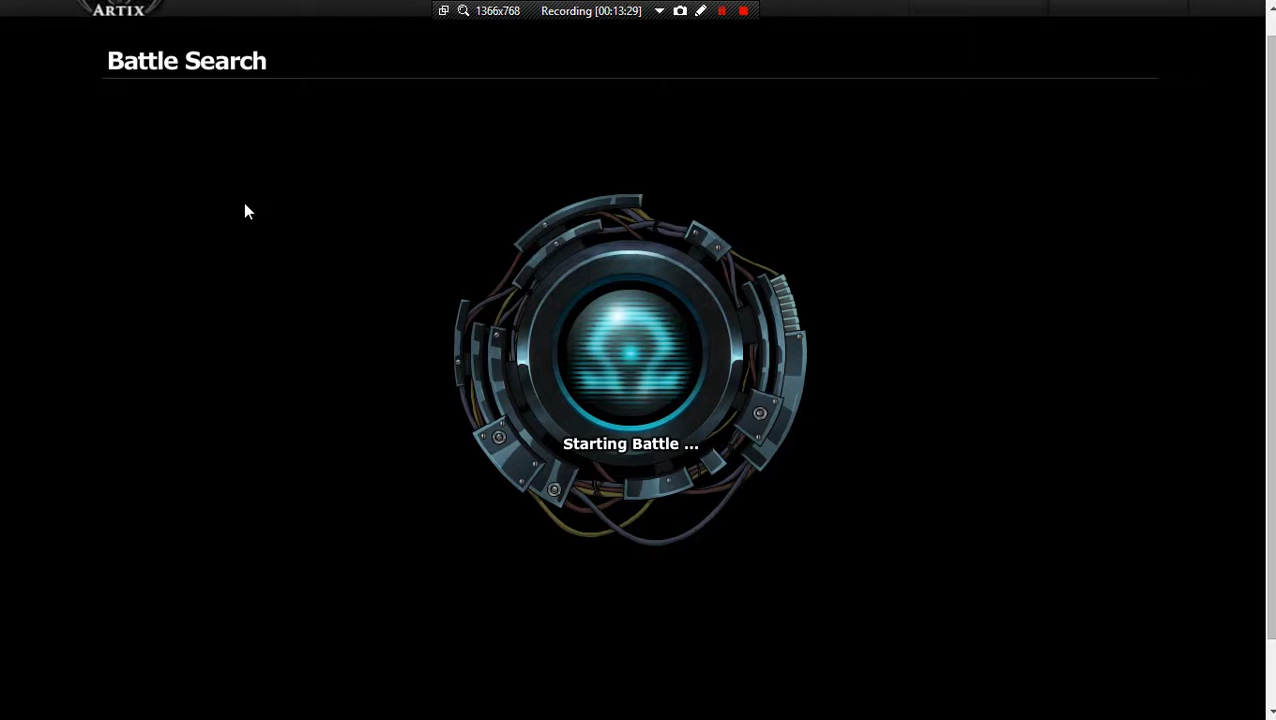 ARTIX
1366x768 Recording [00:13:29]
Battle Search
Starting Battle ...